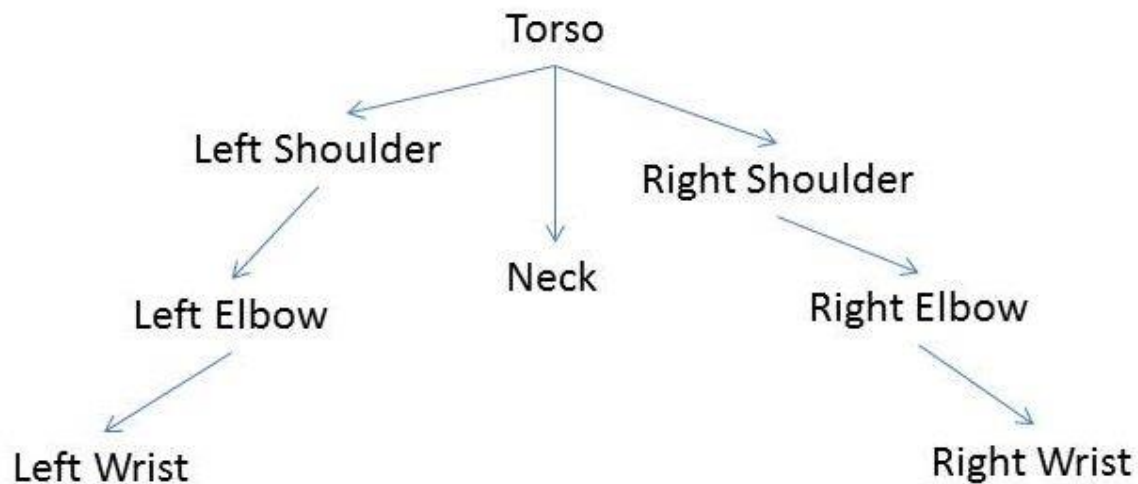 Torso
Left Shoulder
Right Shoulder
Neck
Left Elbow
Right Elbow
Left Wrist
Right Wrist